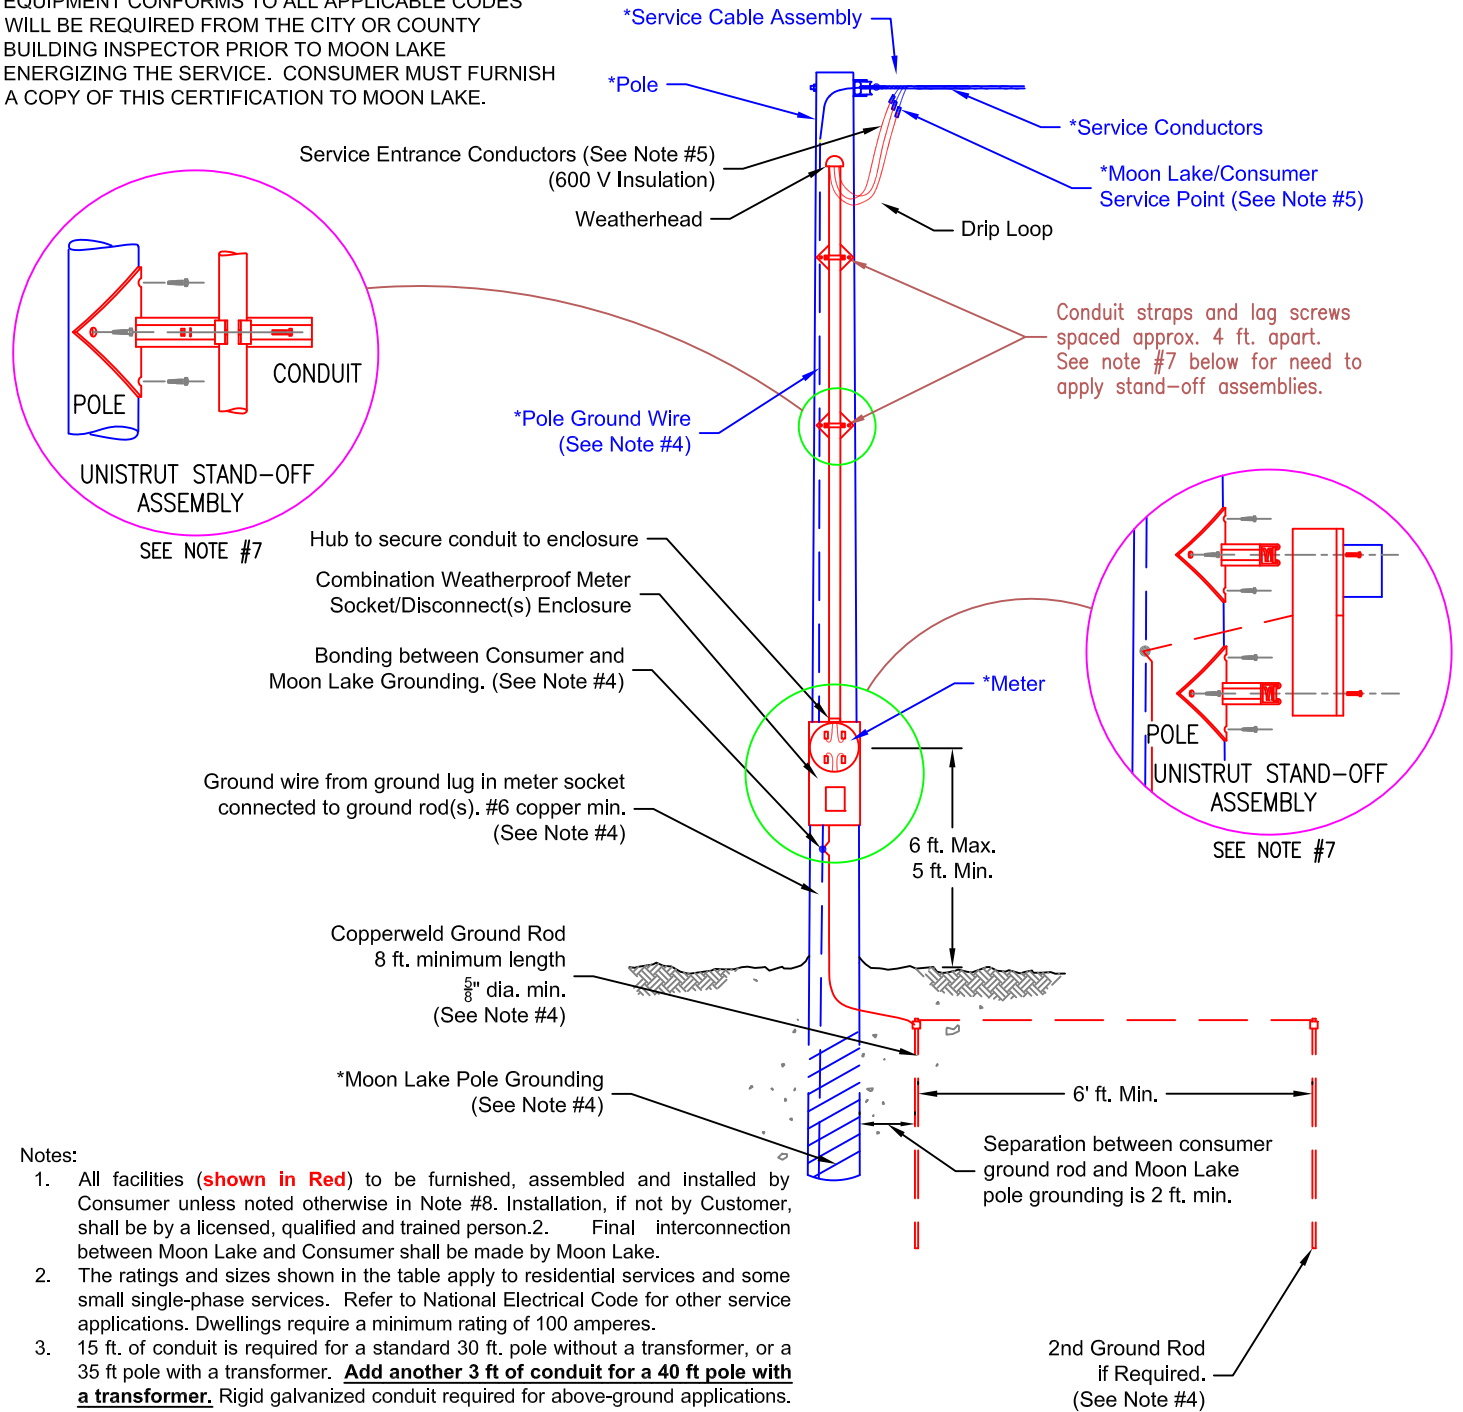 EQUIPMENT CONFORMS TO ALL APPLICABLE CODES
WILL BE REQUIRED FROM THE CITY OR COUNTY
BUILDING INSPECTOR PRIOR TO MOON LAKE
ENERGIZING THE SERVICE. CONSUMER MUST FURNISH
A COPY OF THIS CERTIFICATION TO MOON LAKE.
*Service Cable Assembly
*Pole
*Service Conductors
Service Entrance Conductors (See Note #5)
(600 V Insulation)
*Moon Lake/Consumer
Service Point (See Note #5)
Weatherhead
Drip Loop
POLE
CONDUIT
UNISTRUT STAND-OFF
ASSEMBLY
SEE NOTE #7
Conduit straps and lag screws
spaced approx. 4 ft. apart.
See note #7 below for need to
apply stand-off assemblies.
*Pole Ground Wire
(See Note #4)
Hub to secure conduit to enclosure
Combination Weatherproof Meter
Socket/Disconnect(s) Enclosure
Bonding between Consumer and
Moon Lake Grounding. (See Note #4)
*Meter
POLE
UNISTRUT STAND-OFF
ASSEMBLY
SEE NOTE #7
Ground wire from ground lug in meter socket
connected to ground rod(s). #6 copper min.
(See Note #4)
6 ft. Max.
5 ft. Min.
Copperweld Ground Rod
8 ft. minimum length
5/8" dia. min.
(See Note #4)
*Moon Lake Pole Grounding
(See Note #4)
6' ft. Min.
Separation between consumer
ground rod and Moon Lake
pole grounding is 2 ft. min.
2nd Ground Rod
if Required.
(See Note #4)
Notes:
1. All facilities (shown in Red) to be furnished, assembled and installed by
Consumer unless noted otherwise in Note #8. Installation, if not by Customer,
shall be by a licensed, qualified and trained person.2. Final interconnection
between Moon Lake and Consumer shall be made by Moon Lake.
2. The ratings and sizes shown in the table apply to residential services and some
small single-phase services. Refer to National Electrical Code for other service
applications. Dwellings require a minimum rating of 100 amperes.
3. 15 ft. of conduit is required for a standard 30 ft. pole without a transformer, or a
35 ft pole with a transformer. Add another 3 ft of conduit for a 40 ft pole with
a transformer. Rigid galvanized conduit required for above-ground applications.